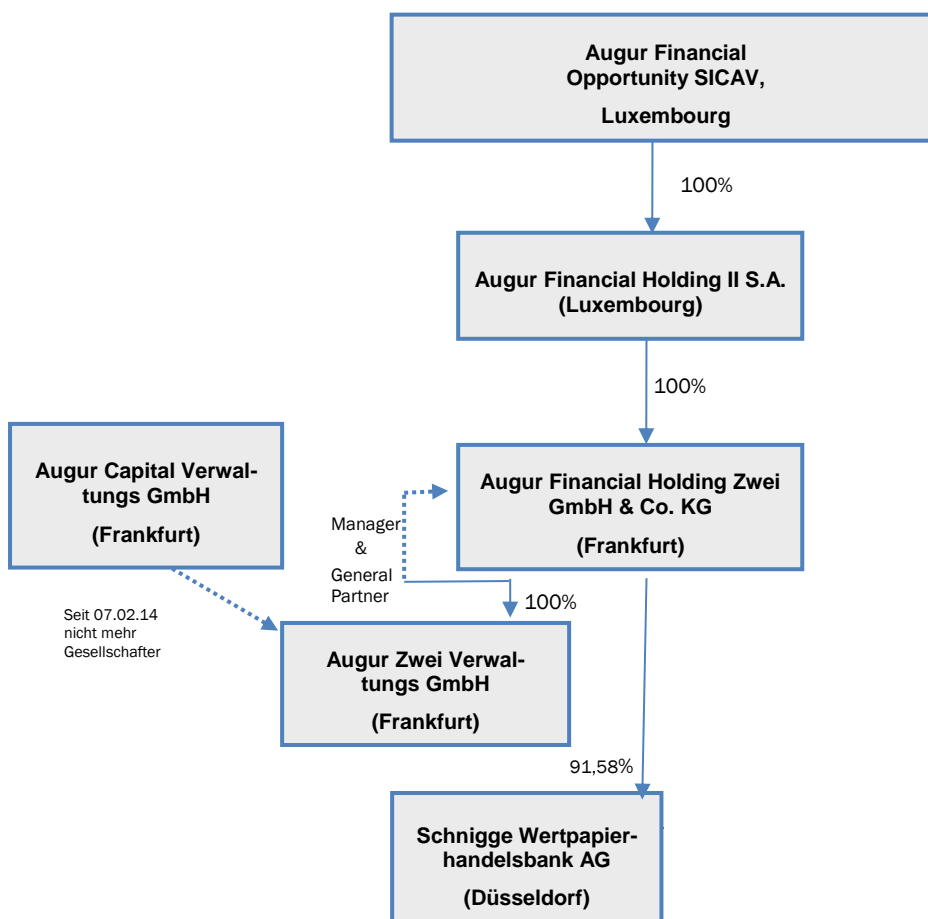 Augur Financial
Opportunity SICAV,
Luxembourg
100%
Augur Financial Holding II S.A.
(Luxembourg)
100%
Augur Capital Verwal-
tungs GmbH
(Frankfurt)
Augur Financial Holding Zwei
GmbH & Co. KG
(Frankfurt)
Manager
&
General
Partner
100%
Seit 07.02.14
nicht mehr
Gesellschafter
Augur Zwei Verwal-
tungs GmbH
(Frankfurt)
91,58%
Schnigge Wertpapier-
handelsbank AG
(Düsseldorf)